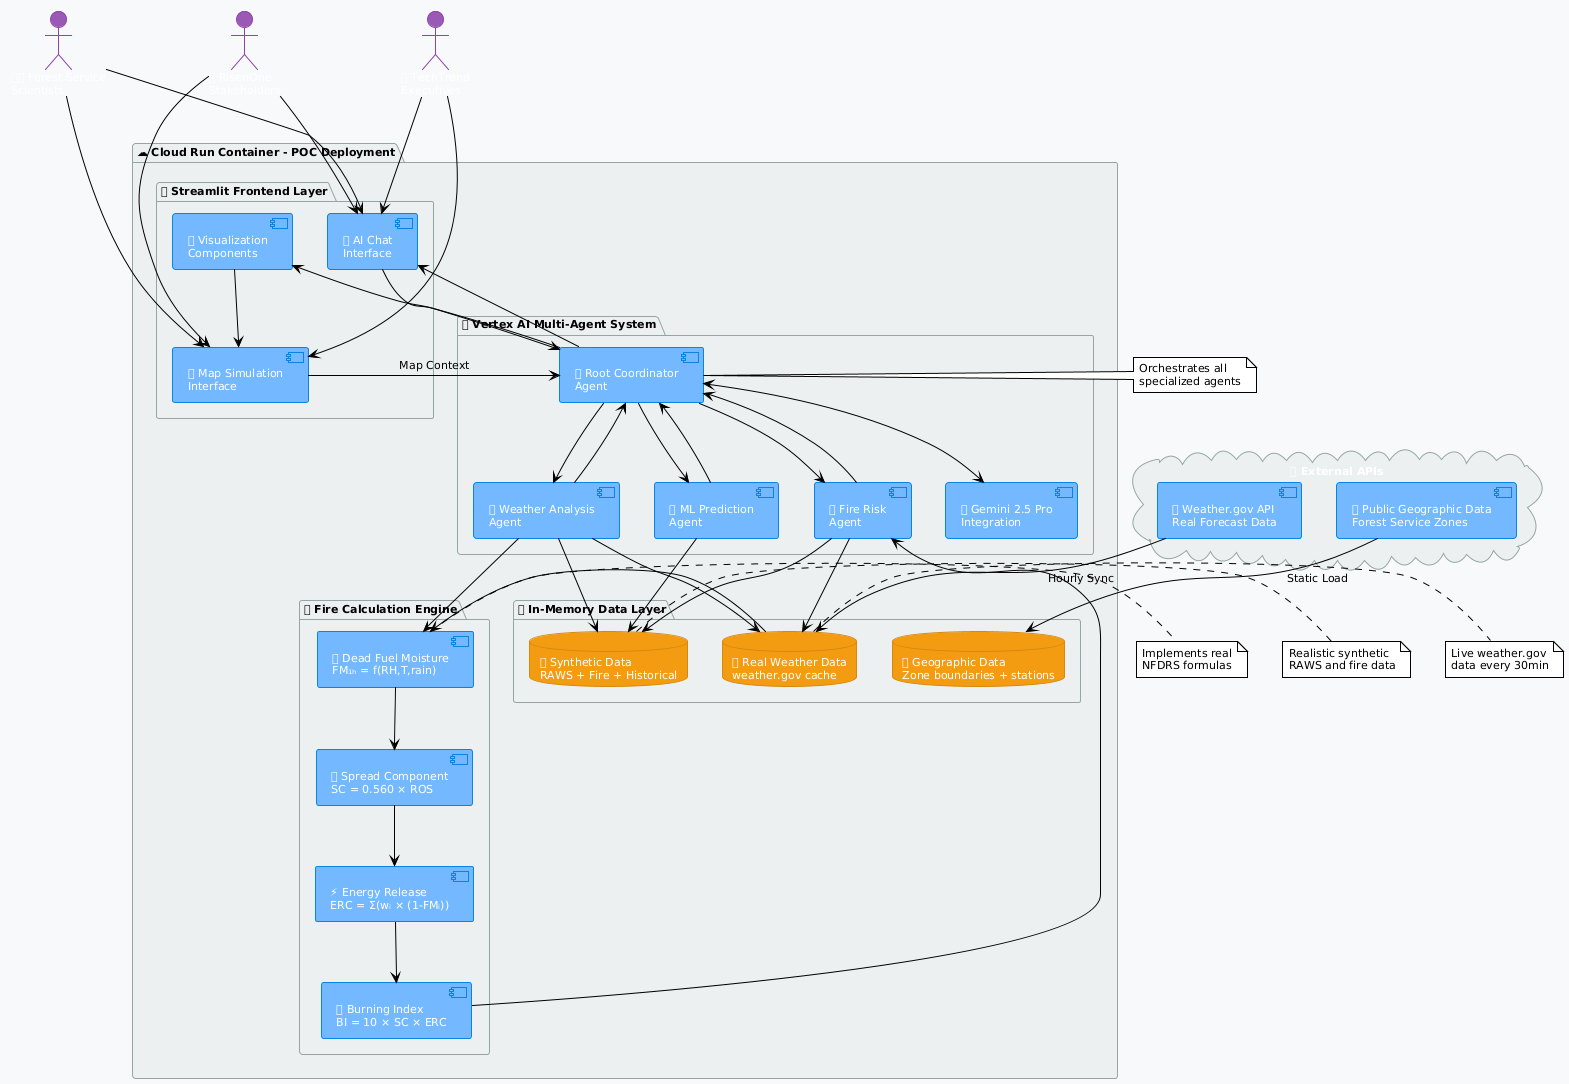 Forest Service
Scientist
Stakeholders
Executives
Cloud Run Container - POC Deployment
Streamlit Frontend Layer
Visualization
Components
AI Chat
Interface
Vertex AI Multi-Agent System
Map Simulation
Interface
Map Context
Root Coordinator
Agent
Orchestrates all
specialized agents
External APIs
Weather Analysis
Agent
ML Prediction
Agent
Fire Risk
Agent
Gemini 2.5 Pro
Integration
Weather.gov API
Real Forecast Data
Public Geographic Data
Forest Service Zones
Hourly Sync
Static Load
Fire Calculation Engine
In-Memory Data Layer
Dead Fuel Moisture
FM₁ₕ = f(RH,T,rain)
Synthetic Data
RAWS + Fire + Historical
Real Weather Data
weather.gov cache
Geographic Data
Zone boundaries + stations
Implements real
NFDRS formulas
Realistic synthetic
RAWS and fire data
Live weather.gov
data every 30min
Spread Component
SC = 0.560 × ROS
⚡ Energy Release
ERC = Σ(wᵢ × (1-FMᵢ))
Burning Index
BI = 10 × SC × ERC